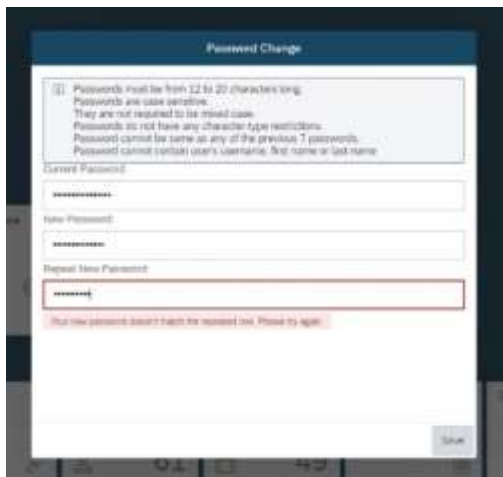 Password Change
Passwords must be from 12 to 20 characters long.
Passwords are case sensitive.
They are not required to be mixed case.
Passwords do not have any character type restrictions.
Password cannot be same as any of the previous 7 passwords.
Password cannot contain user's username, first name or last name
Current Password:
New Password:
Repeat New Password:
Your new password doesn't match the repeated one. Please try again.
Save
61
49